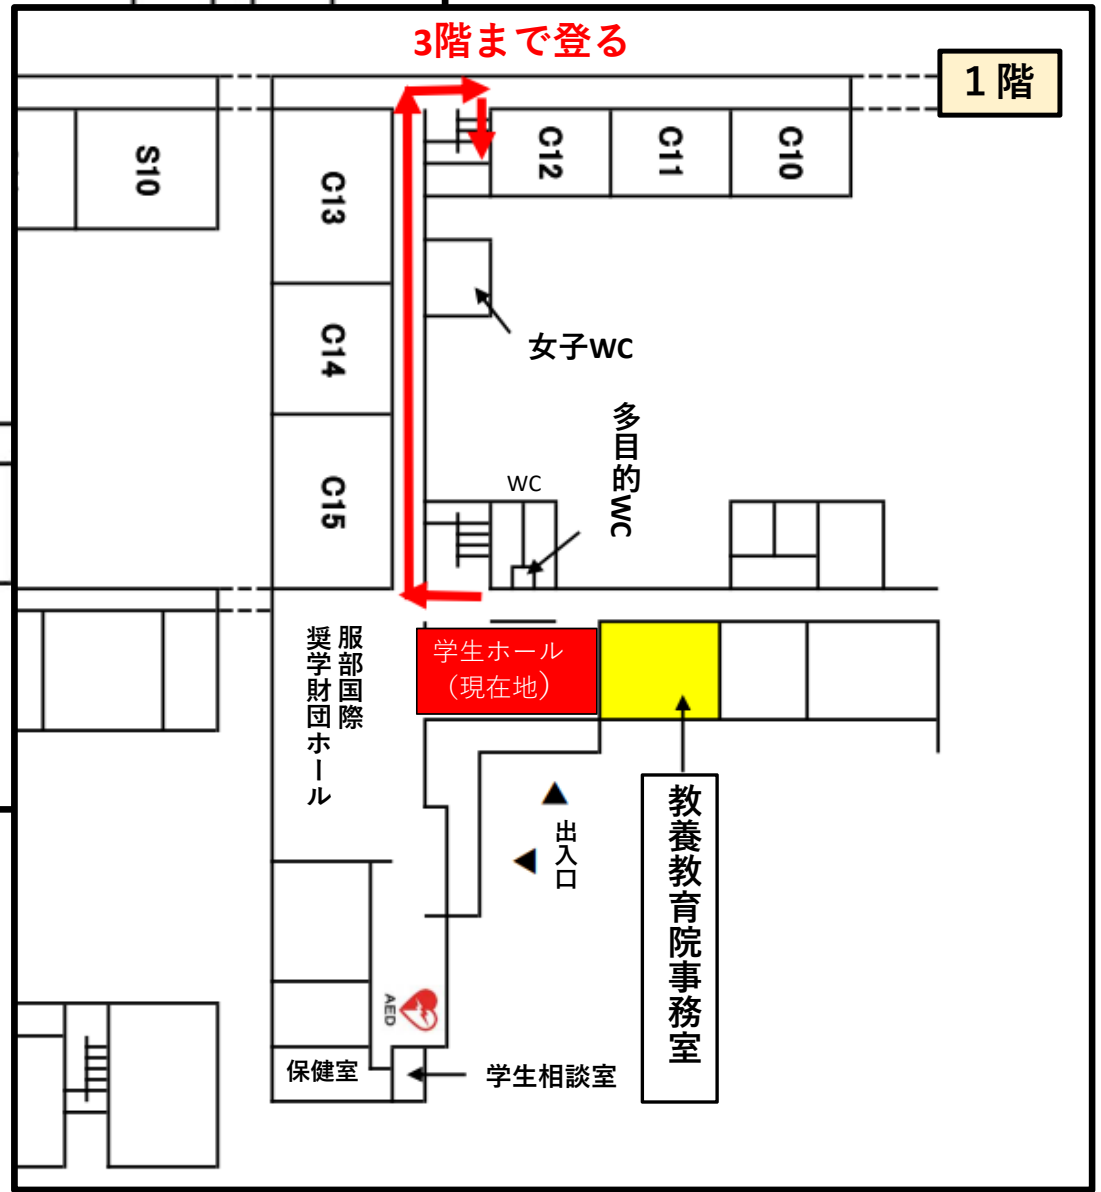 3階まで登る
1階
S10
C13
C12
C11
C10
女子WC
C14
多目的WC
WC
C15
服部国際
奨学財団ホール
学生ホール
（現在地）
出入口
教養教育院事務室
AED
保健室
学生相談室